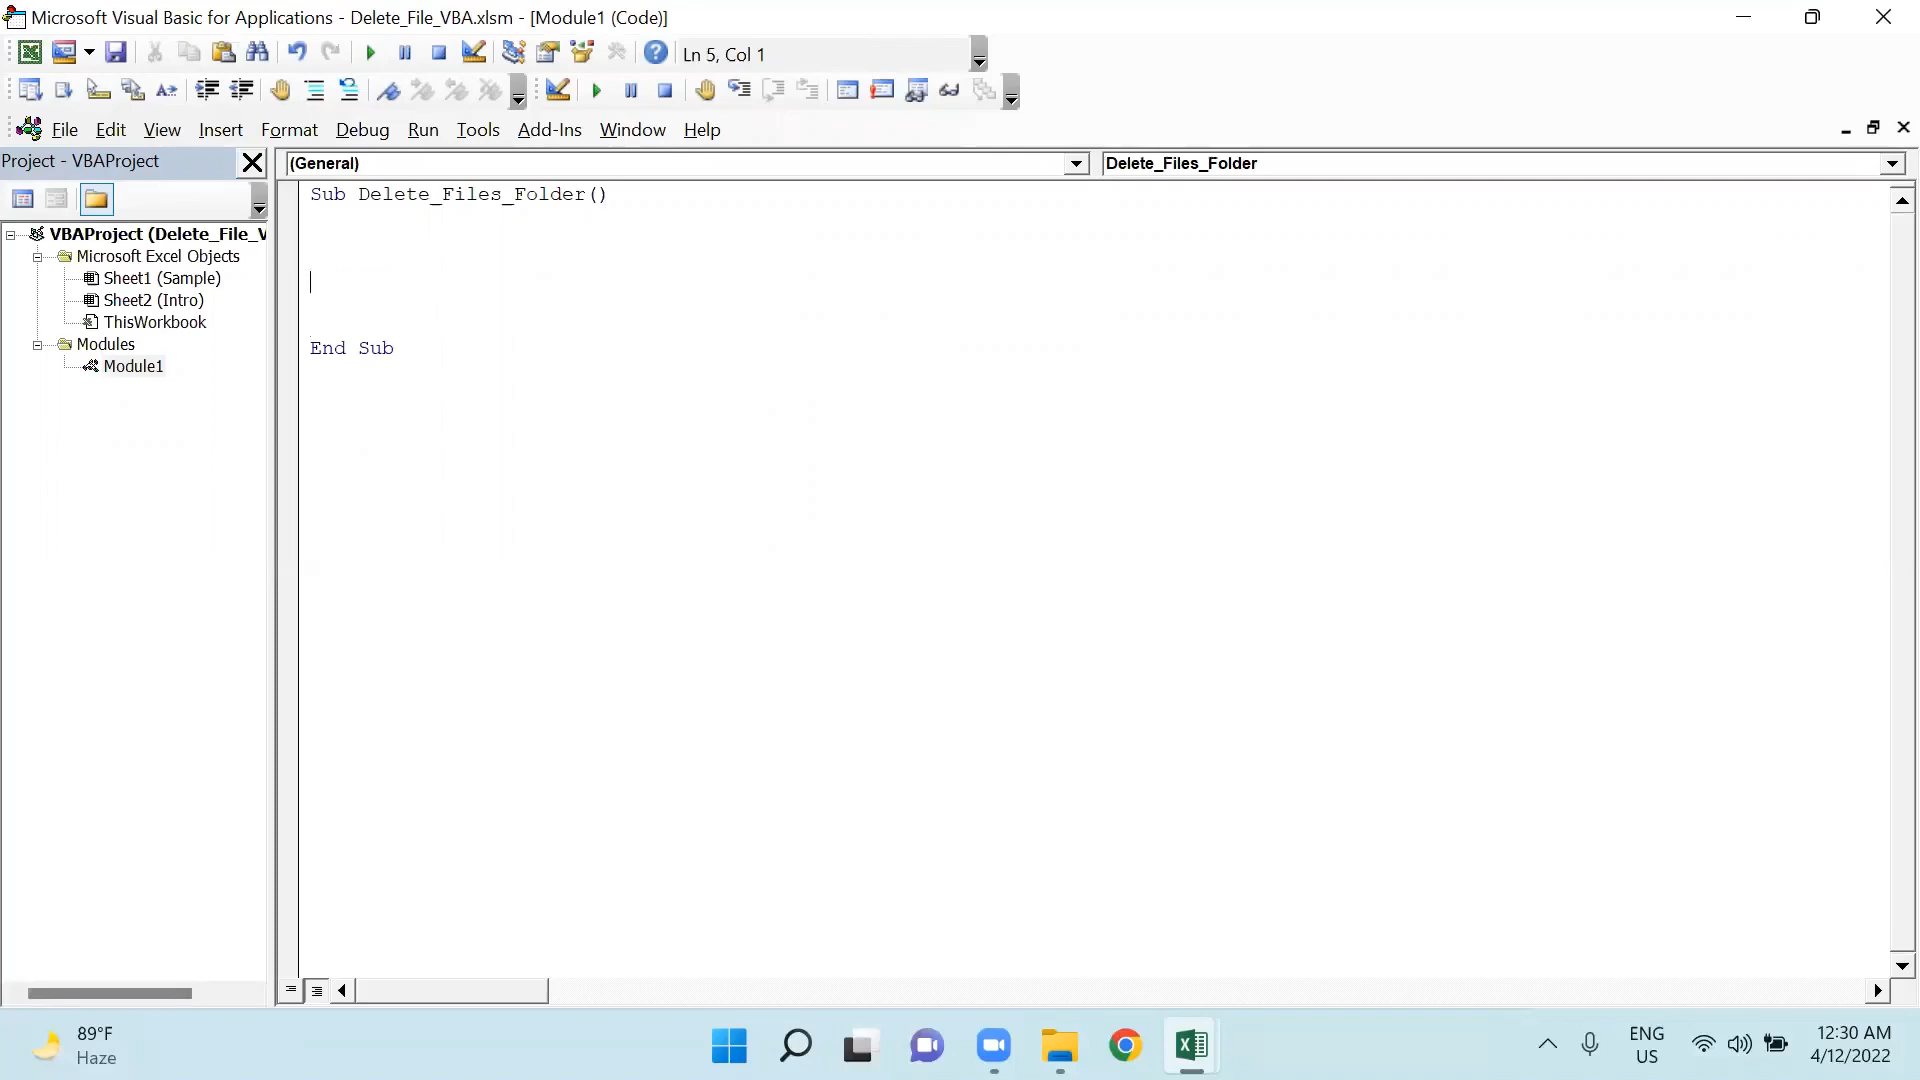 Microsoft Visual Basic for Applications - Delete_File_VBA.xlsm - [Module1 (Code)]
Ln 5, Col 1
File Edit View Insert Format Debug Run Tools Add-Ins Window Help
Project - VBAProject
(General)
Delete_Files_Folder
Sub Delete_Files_Folder()
End Sub
VBAProject (Delete_File_V
Microsoft Excel Objects
Sheet1 (Sample)
Sheet2 (Intro)
ThisWorkbook
Modules
Module1
89°F
Haze
ENG
US
12:30 AM
4/12/2022